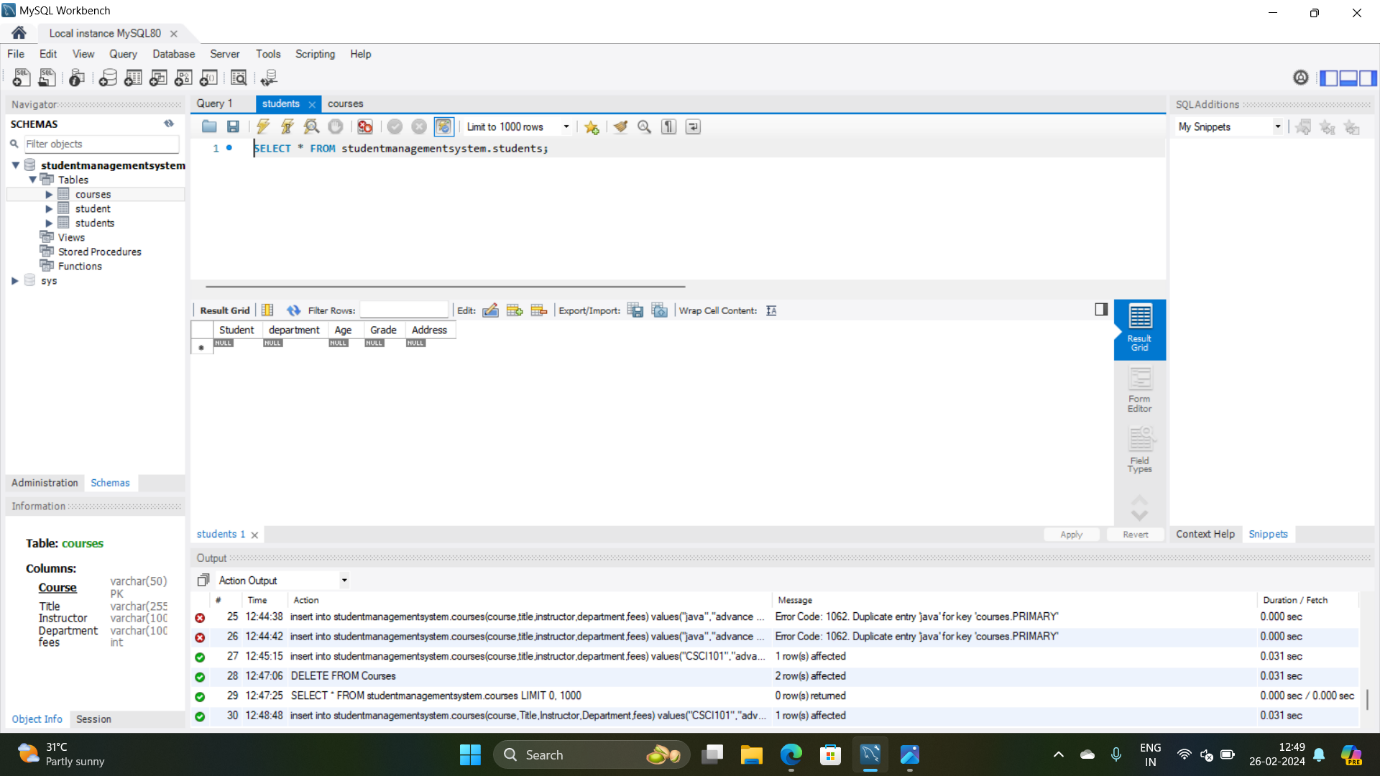 MySQL Workbench
Local instance MySQL80
File Edit View Query Database Server Tools Scripting Help
Navigator
SCHEMAS
Filter objects
studentmanagementsystem
Tables
courses
student
students
Views
Stored Procedures
Functions
sys
Administration Schemas
Information
Table: courses
Columns:
Course varchar(50) PK
Title varchar(255
Instructor varchar(100
Department varchar(100
fees int
Object Info Session
Query 1 students courses
Limit to 1000 rows
1 SELECT * FROM studentmanagementsystem.students;
Result Grid Filter Rows: Edit: Export/Import: Wrap Cell Content:
Student department Age Grade Address
NULL NULL NULL NULL NULL
Result Grid
Form Editor
Field Types
students 1 Apply Revert
SQLAdditions
My Snippets
Context Help Snippets
Output
Action Output
# Time Action Message Duration / Fetch
25 12:44:38 insert into studentmanagementsystem.courses(course,title,instructor,department,fees) values("java","advance ... Error Code: 1062. Duplicate entry 'java' for key 'courses.PRIMARY' 0.000 sec
26 12:44:42 insert into studentmanagementsystem.courses(course,title,instructor,department,fees) values("java","advance ... Error Code: 1062. Duplicate entry 'java' for key 'courses.PRIMARY' 0.000 sec
27 12:45:15 insert into studentmanagementsystem.courses(course,title,instructor,department,fees) values("CSCI101","adva... 1 row(s) affected 0.031 sec
28 12:47:06 DELETE FROM Courses 2 row(s) affected 0.031 sec
29 12:47:25 SELECT * FROM studentmanagementsystem.courses LIMIT 0, 1000 0 row(s) returned 0.000 sec / 0.000 sec
30 12:48:48 insert into studentmanagementsystem.courses(course,Title,Instructor,Department,fees) values("CSCI101","adv... 1 row(s) affected 0.031 sec
31°C
Partly sunny
Search
ENG
IN
12:49
26-02-2024
PRE